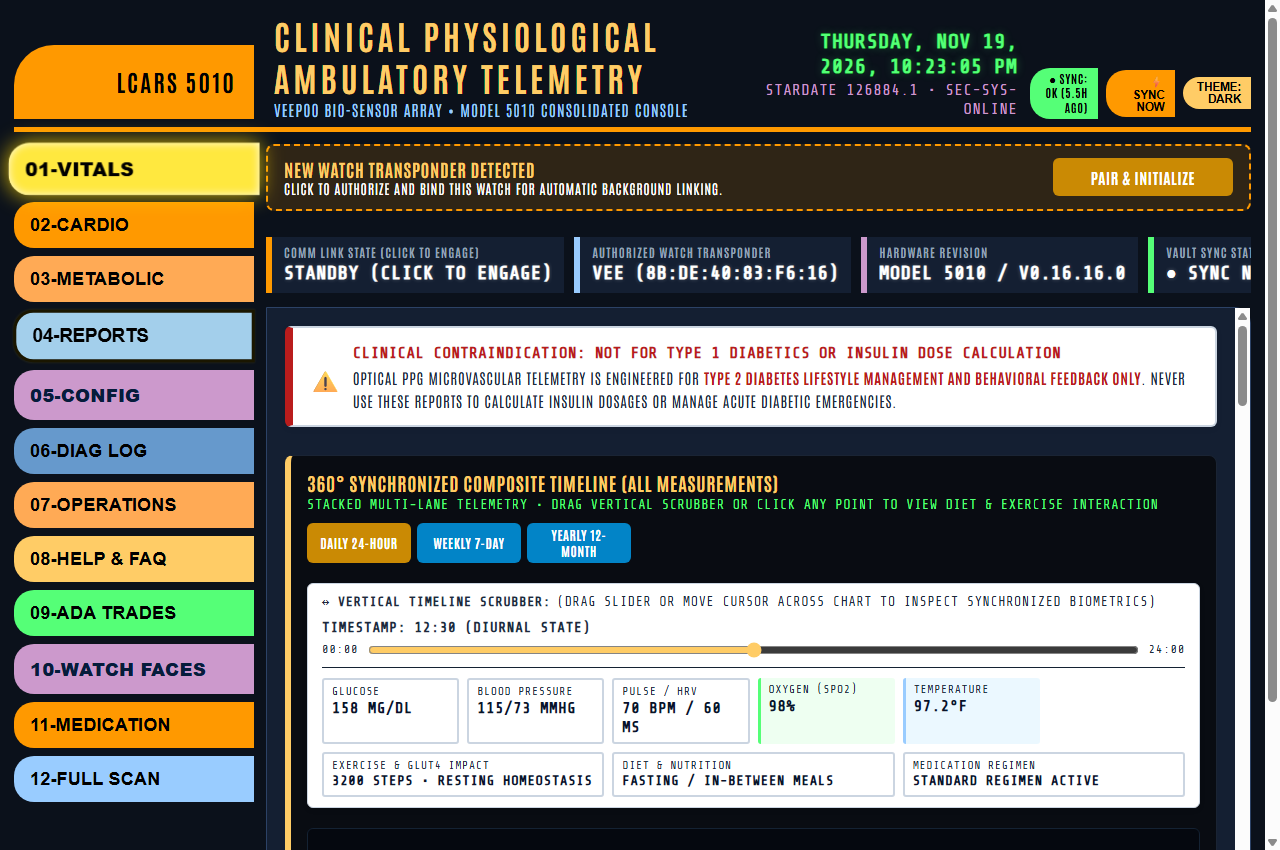 LCARS 5010
CLINICAL PHYSIOLOGICAL
AMBULATORY TELEMETRY
VEEPOO BIO-SENSOR ARRAY • MODEL 5010 CONSOLIDATED CONSOLE
THURSDAY, NOV 19,
2026, 10:23:05 PM
STARDATE 126884.1 · SEC-SYS-
ONLINE
● SYNC:
OK (5.5H
AGO)
SYNC
NOW
THEME:
DARK
01-VITALS
02-CARDIO
03-METABOLIC
04-REPORTS
05-CONFIG
06-DIAG LOG
07-OPERATIONS
08-HELP & FAQ
09-ADA TRADES
10-WATCH FACES
11-MEDICATION
12-FULL SCAN
NEW WATCH TRANSPONDER DETECTED
CLICK TO AUTHORIZE AND BIND THIS WATCH FOR AUTOMATIC BACKGROUND LINKING.
PAIR & INITIALIZE
COMM LINK STATE (CLICK TO ENGAGE)
STANDBY (CLICK TO ENGAGE)
AUTHORIZED WATCH TRANSPONDER
VEE (8B:DE:40:83:F6:16)
HARDWARE REVISION
MODEL 5010 / V0.16.16.0
VAULT SYNC STAT
● SYNC N
CLINICAL CONTRAINDICATION: NOT FOR TYPE 1 DIABETICS OR INSULIN DOSE CALCULATION
OPTICAL PPG MICROVASCULAR TELEMETRY IS ENGINEERED FOR TYPE 2 DIABETES LIFESTYLE MANAGEMENT AND BEHAVIORAL FEEDBACK ONLY. NEVER
USE THESE REPORTS TO CALCULATE INSULIN DOSAGES OR MANAGE ACUTE DIABETIC EMERGENCIES.
360° SYNCHRONIZED COMPOSITE TIMELINE (ALL MEASUREMENTS)
STACKED MULTI-LANE TELEMETRY · DRAG VERTICAL SCRUBBER OR CLICK ANY POINT TO VIEW DIET & EXERCISE INTERACTION
DAILY 24-HOUR
WEEKLY 7-DAY
YEARLY 12-
MONTH
↔ VERTICAL TIMELINE SCRUBBER: (DRAG SLIDER OR MOVE CURSOR ACROSS CHART TO INSPECT SYNCHRONIZED BIOMETRICS)
TIMESTAMP: 12:30 (DIURNAL STATE)
00:00
24:00
GLUCOSE
158 MG/DL
BLOOD PRESSURE
115/73 MMHG
PULSE / HRV
70 BPM / 60
MS
OXYGEN (SPO2)
98%
TEMPERATURE
97.2°F
EXERCISE & GLUT4 IMPACT
3200 STEPS · RESTING HOMEOSTASIS
DIET & NUTRITION
FASTING / IN-BETWEEN MEALS
MEDICATION REGIMEN
STANDARD REGIMEN ACTIVE